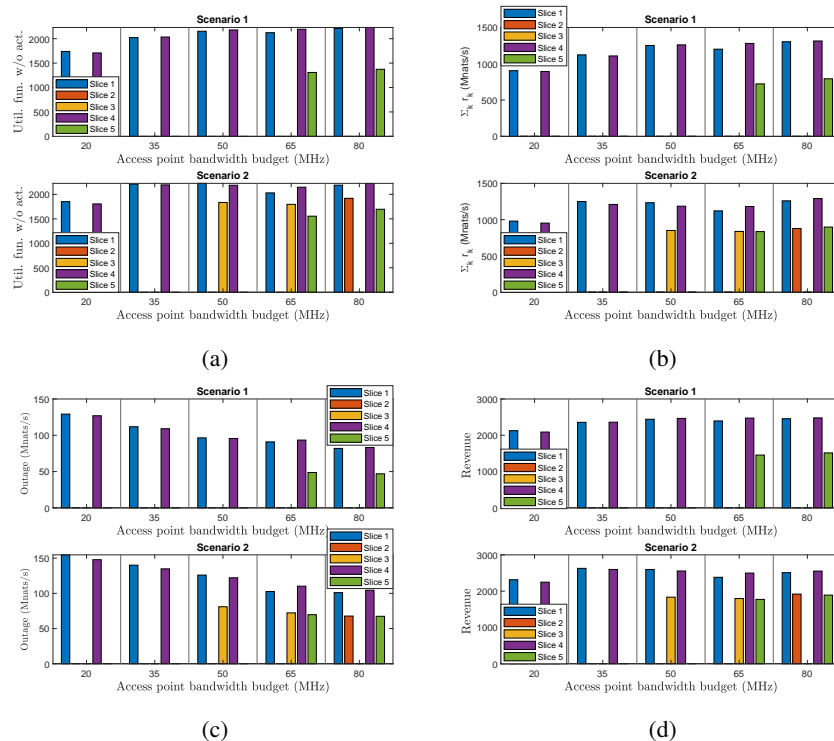 Scenario 1
Util. fun. w/o act.
2000
1500
1000
500
0
Slice 1
Slice 2
Slice 3
Slice 4
Slice 5
20 35 50 65 80
Access point bandwidth budget (MHz)
Scenario 2
Util. fun. w/o act.
2000
1500
1000
500
0
Slice 1
Slice 2
Slice 3
Slice 4
Slice 5
20 35 50 65 80
Access point bandwidth budget (MHz)
(a)
Scenario 1
Σk rk (Mnats/s)
1500
1000
500
0
Slice 1
Slice 2
Slice 3
Slice 4
Slice 5
20 35 50 65 80
Access point bandwidth budget (MHz)
Scenario 2
Σk rk (Mnats/s)
1500
1000
500
0
Slice 1
Slice 2
Slice 3
Slice 4
Slice 5
20 35 50 65 80
Access point bandwidth budget (MHz)
(b)
Scenario 1
Outage (Mnats/s)
150
100
50
0
Slice 1
Slice 2
Slice 3
Slice 4
Slice 5
20 35 50 65 80
Access point bandwidth budget (MHz)
Scenario 2
Outage (Mnats/s)
150
100
50
0
Slice 1
Slice 2
Slice 3
Slice 4
Slice 5
20 35 50 65 80
Access point bandwidth budget (MHz)
(c)
Scenario 1
Revenue
3000
2000
1000
0
Slice 1
Slice 2
Slice 3
Slice 4
Slice 5
20 35 50 65 80
Access point bandwidth budget (MHz)
Scenario 2
Revenue
3000
2000
1000
0
Slice 1
Slice 2
Slice 3
Slice 4
Slice 5
20 35 50 65 80
Access point bandwidth budget (MHz)
(d)